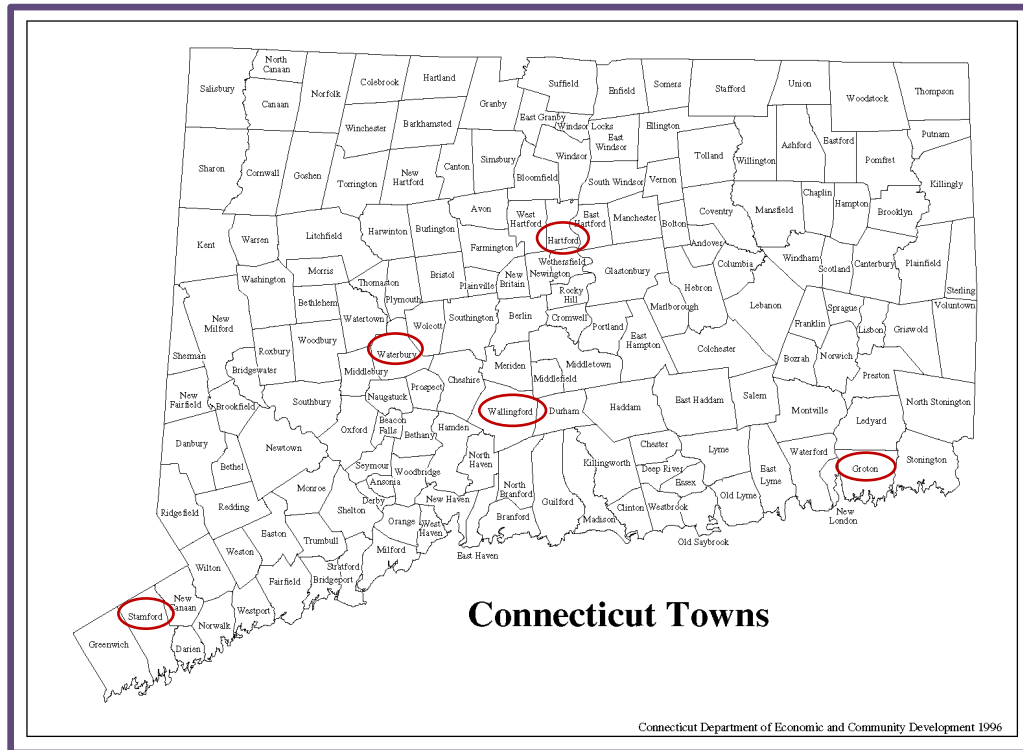 North
Canaan
Salisbury
Canaan
Norfolk
Colebrook
Hartland
Granby
Suffield
Enfield
Somers
Stafford
Union
Woodstock
Thompson
Winchester
Barkhamsted
East Granby
Windsor Locks
East
Windsor
Ellington
Tolland
Willington
Ashford
Eastford
Pomfret
Putnam
Killingly
Sharon
Cornwall
Goshen
Torrington
New
Hartford
Canton
Simsbury
Bloomfield
Windsor
South Windsor
Vernon
Coventry
Mansfield
Chaplin
Hampton
Brooklyn
Kent
Warren
Litchfield
Harwinton
Burlington
Avon
West
Hartford
Hartford
East
Hartford
Manchester
Bolton
Andover
Columbia
Windham
Scotland
Canterbury
Plainfield
Sterling
Farmington
Wethersfield
Newington
New
Britain
Glastonbury
Hebron
Lebanon
Washington
Morris
Bethlehem
Thomaston
Plymouth
Bristol
Plainville
Southington
Berlin
Rocky
Hill
Cromwell
Portland
Marlborough
East
Hampton
Colchester
Franklin
Sprague
Lisbon
Griswold
Voluntown
New
Milford
Sherman
Roxbury
Woodbury
Watertown
Wolcott
Waterbury
Middlebury
Bridgewater
Cheshire
Meriden
Middletown
Middlefield
Bozrah
Norwich
Preston
New
Fairfield
Brookfield
Southbury
Naugatuck
Prospect
Wallingford
Durham
Haddam
East Haddam
Salem
Montville
Ledyard
North Stonington
Danbury
Bethel
Newtown
Oxford
Beacon
Falls
Bethany
Hamden
North
Haven
Killingworth
Chester
Deep River
Essex
Lyme
East
Lyme
Waterford
Groton
Stonington
Seymour
Ansonia
Woodbridge
Derby
Ridgefield
Redding
Monroe
Shelton
New Haven
North
Branford
Branford
Guilford
Madison
Clinton
Westbrook
Old Lyme
Old Saybrook
New
London
Easton
Trumbull
Orange
West
Haven
East Haven
Milford
Stratford
Bridgeport
Fairfield
Weston
Wilton
New
Canaan
Westport
Norwalk
Darien
Stamford
Greenwich
Connecticut Towns
Connecticut Department of Economic and Community Development 1996